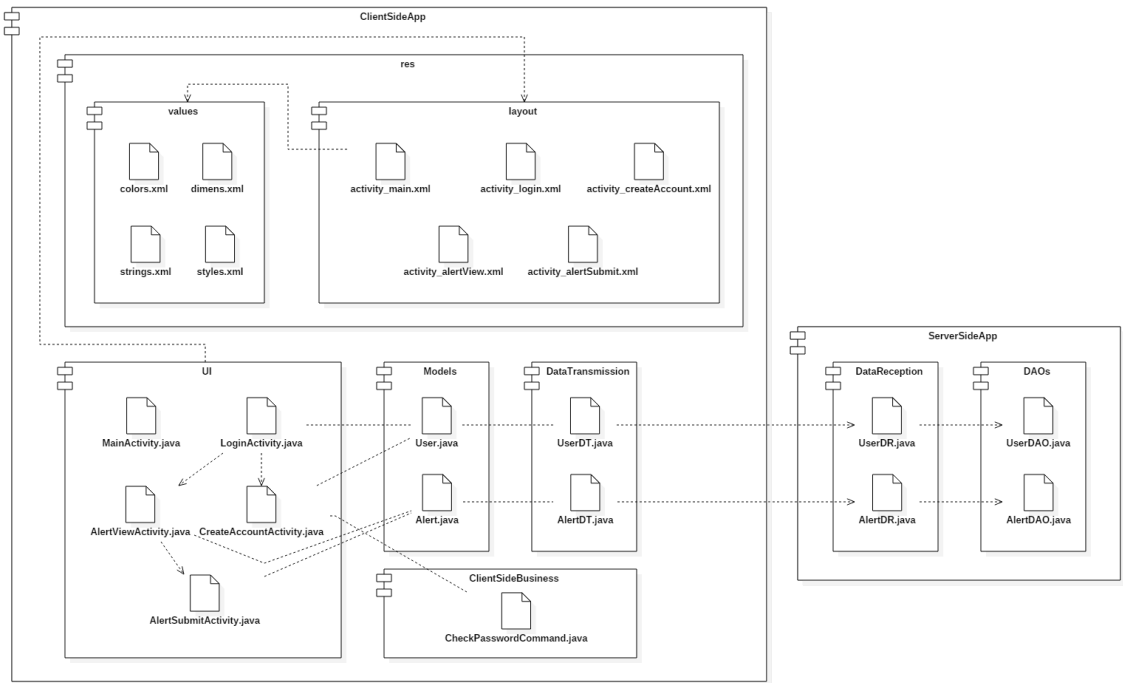 ClientSideApp
res
values
layout
colors.xml
dimens.xml
activity_main.xml
activity_login.xml
activity_createAccount.xml
strings.xml
styles.xml
activity_alertView.xml
activity_alertSubmit.xml
ServerSideApp
UI
Models
DataTransmission
DataReception
DAOs
MainActivity.java
LoginActivity.java
User.java
UserDT.java
UserDR.java
UserDAO.java
AlertViewActivity.java
CreateAccountActivity.java
Alert.java
AlertDT.java
AlertDR.java
AlertDAO.java
ClientSideBusiness
AlertSubmitActivity.java
CheckPasswordCommand.java